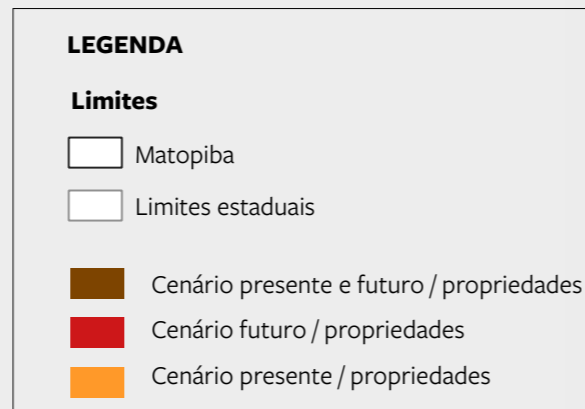 LEGENDA
Limites
Matopiba
Limites estaduais
Cenário presente e futuro / propriedades
Cenário futuro / propriedades
Cenário presente / propriedades